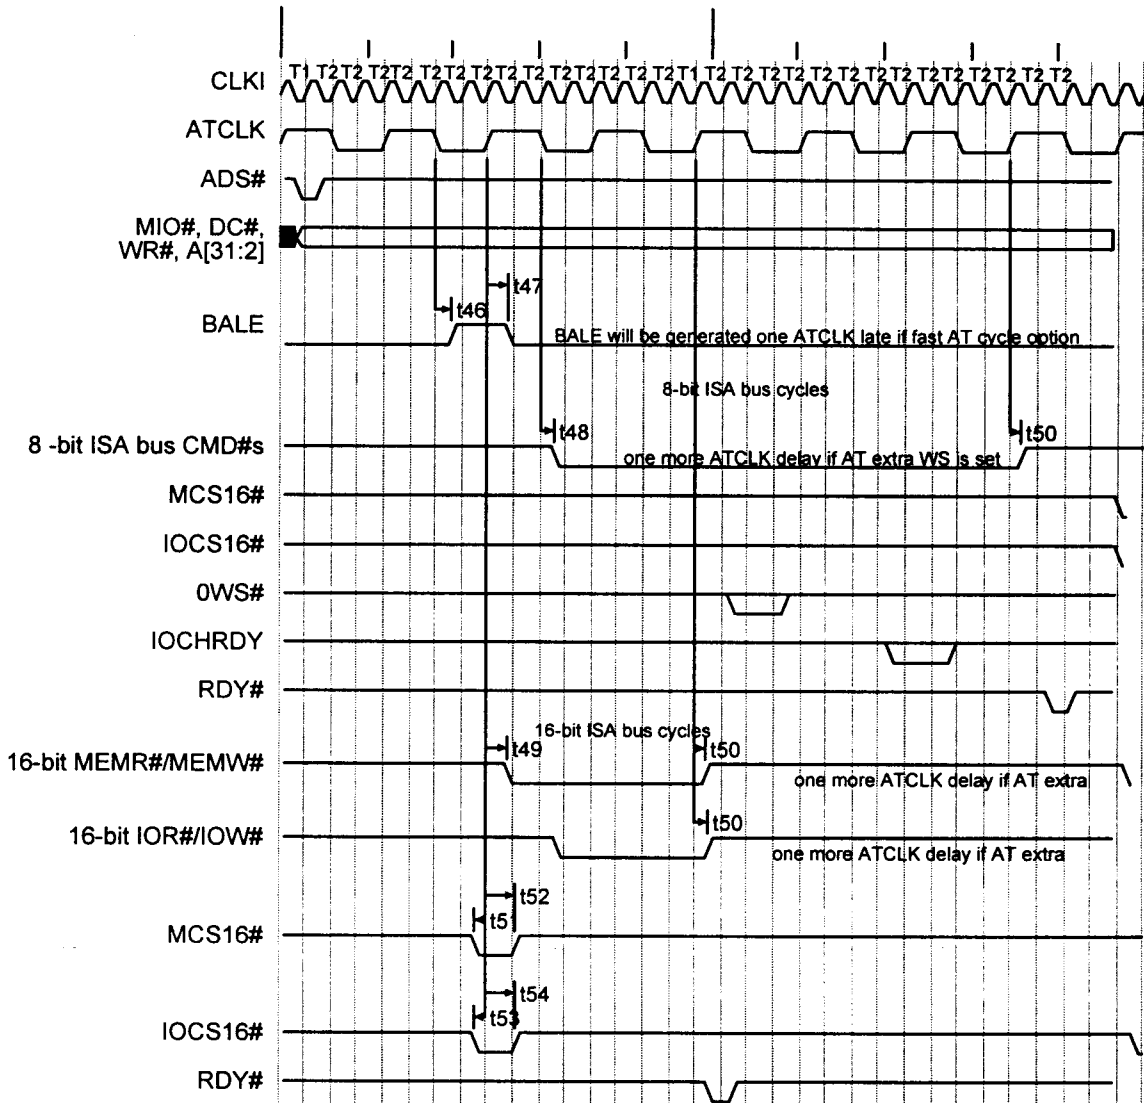 T1 T2 T2 T2 T2 T2 T2 T2 T2 T2 T2 T2 T2 T2 T2 T1 T2 T2 T2 T2 T2 T2 T2 T2 T2 T2 T2 T2 T2 T2
CLKI
ATCLK
ADS#
MIO#, DC#,
WR#, A[31:2]
t47
t46
BALE
BALE will be generated one ATCLK late if fast AT cycle option
8-bit ISA bus cycles
t48
t50
8 -bit ISA bus CMD#s
one more ATCLK delay if AT extra WS is set
MCS16#
IOCS16#
0WS#
IOCHRDY
RDY#
16-bit ISA bus cycles
t49
t50
16-bit MEMR#/MEMW#
one more ATCLK delay if AT extra
t50
16-bit IOR#/IOW#
one more ATCLK delay if AT extra
t52
t5
MCS16#
t54
t53
IOCS16#
RDY#